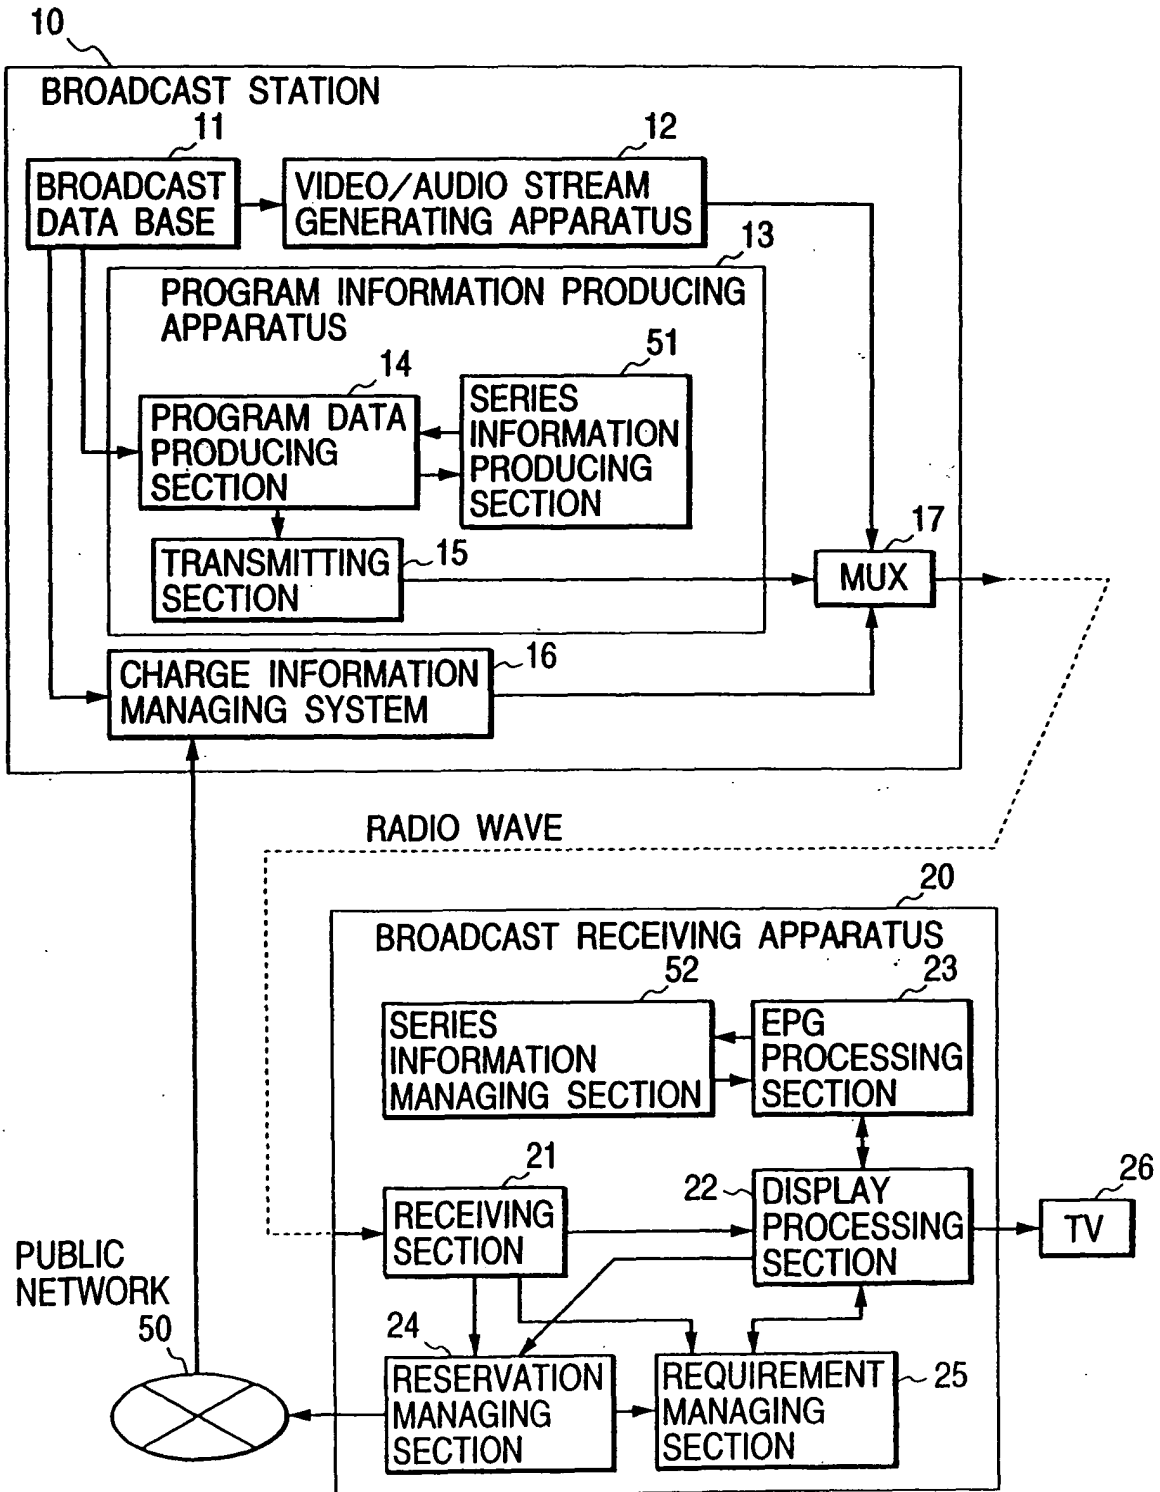 10
BROADCAST STATION
11
12
BROADCAST
DATA BASE
VIDEO/AUDIO STREAM
GENERATING APPARATUS
13
PROGRAM INFORMATION PRODUCING
APPARATUS
14
51
PROGRAM DATA
PRODUCING
SECTION
SERIES
INFORMATION
PRODUCING
SECTION
17
MUX
TRANSMITTING
SECTION
15
CHARGE INFORMATION
MANAGING SYSTEM
16
RADIO WAVE
20
BROADCAST RECEIVING APPARATUS
52
23
SERIES
INFORMATION
MANAGING SECTION
EPG
PROCESSING
SECTION
21
22
26
RECEIVING
SECTION
DISPLAY
PROCESSING
SECTION
TV
PUBLIC
NETWORK
50
24
RESERVATION
MANAGING
SECTION
REQUIREMENT
MANAGING
SECTION
25